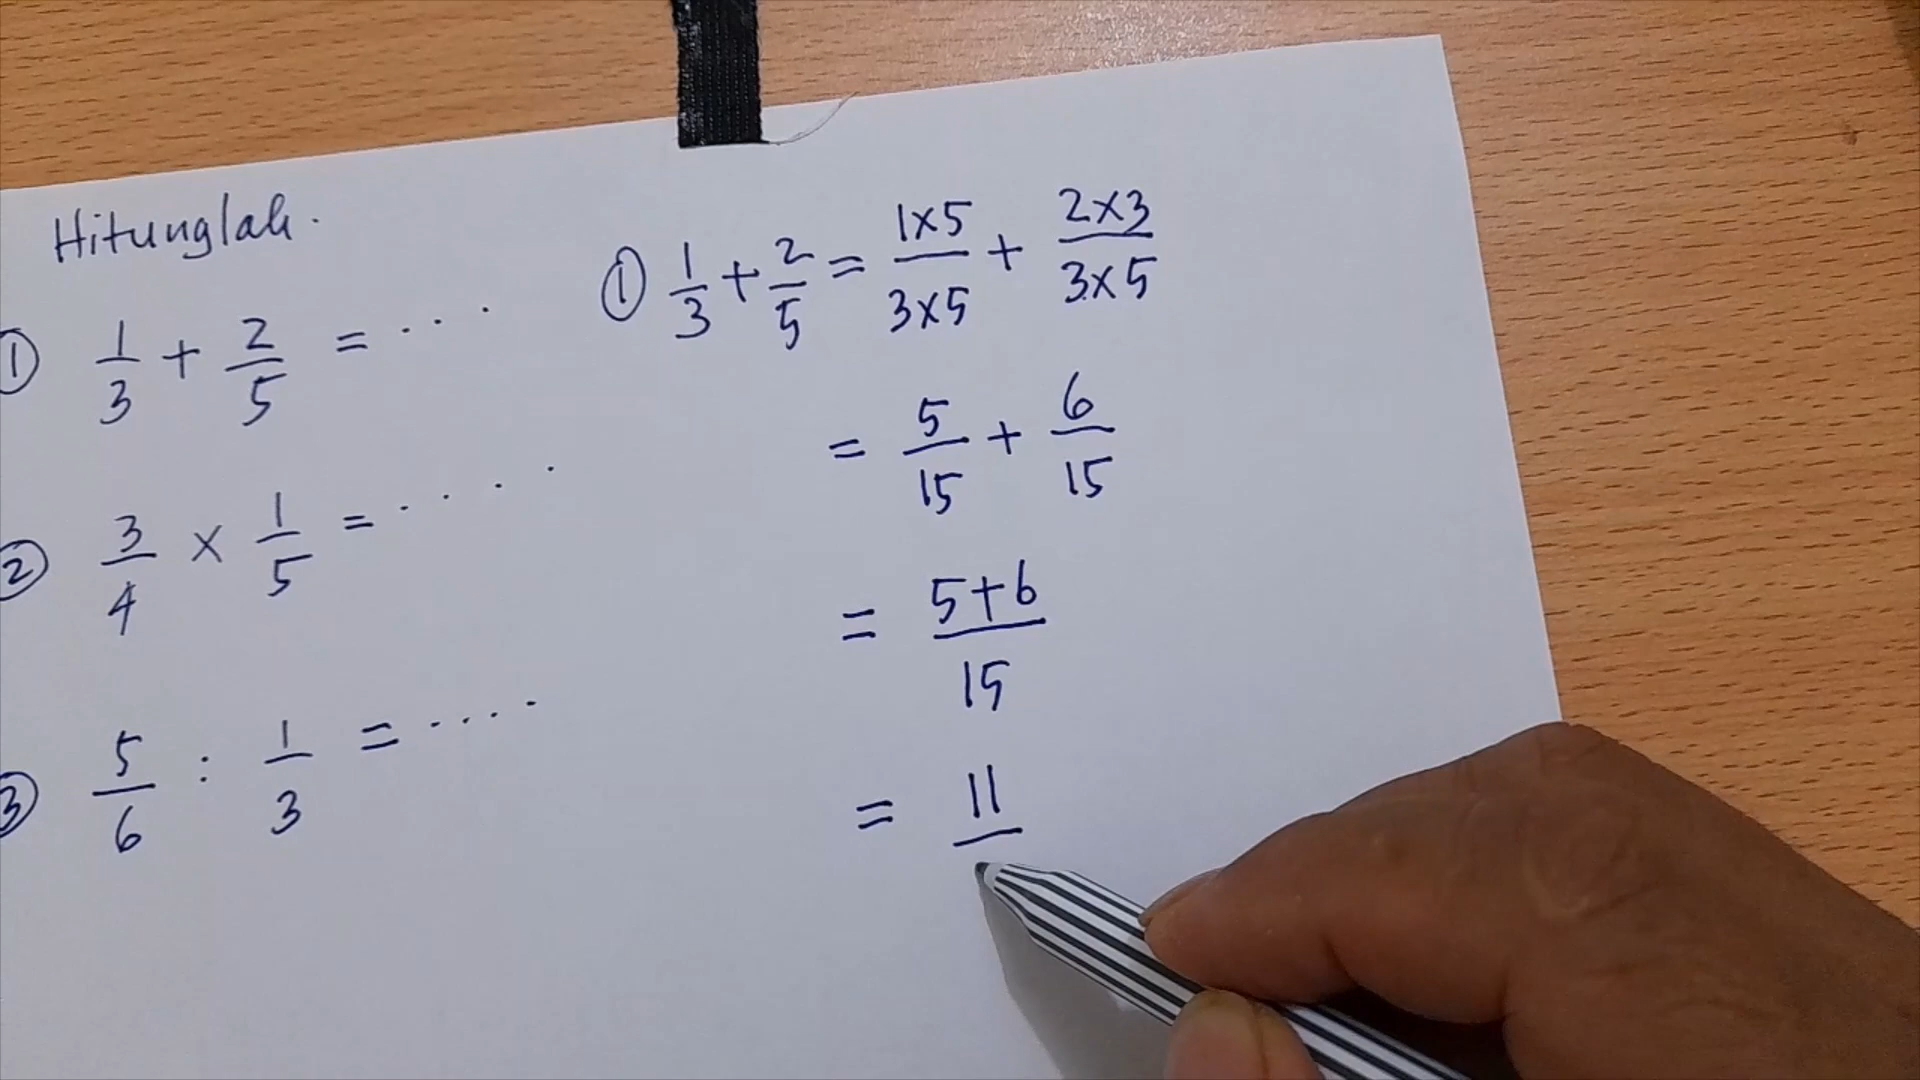 Hitunglah.
① 1/3 + 2/5 = ...
② 3/4 × 1/5 = ....
③ 5/6 : 1/3 = ....
① 1/3 + 2/5 = 1×5/3×5 + 2×3/3×5
= 5/15 + 6/15
= 5+6/15
= 11/